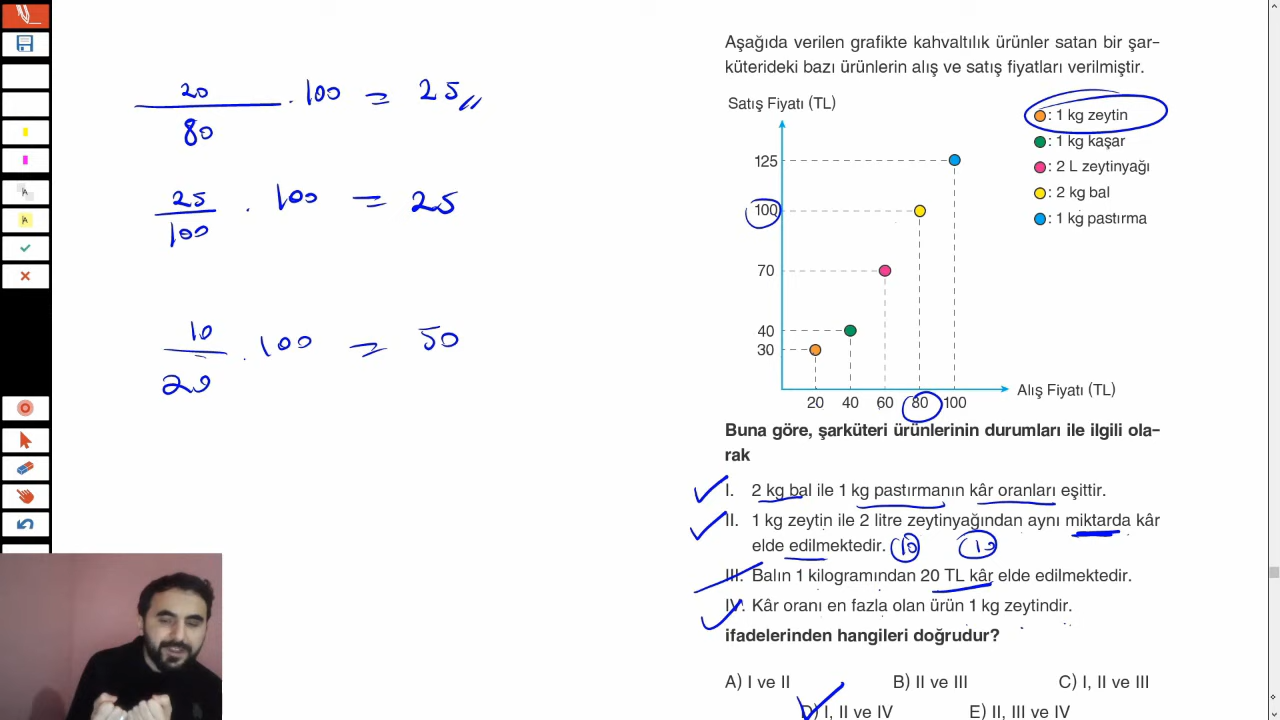 20
80
. 100 = 25
25
100
. 100 = 25
10
20
. 100 = 50
Aşağıda verilen grafikte kahvaltılık ürünler satan bir şar-
küterideki bazı ürünlerin alış ve satış fiyatları verilmiştir.
Satış Fiyatı (TL)
125
100
70
40
30
20 40 60 80 100
Alış Fiyatı (TL)
: 1 kg zeytin
: 1 kg kaşar
: 2 L zeytinyağı
: 2 kg bal
: 1 kg pastırma
Buna göre, şarküteri ürünlerinin durumları ile ilgili ola-
rak
I. 2 kg bal ile 1 kg pastırmanın kâr oranları eşittir.
II. 1 kg zeytin ile 2 litre zeytinyağından aynı miktarda kâr
elde edilmektedir. 10 10
III. Balın 1 kilogramından 20 TL kâr elde edilmektedir.
IV. Kâr oranı en fazla olan ürün 1 kg zeytindir.
ifadelerinden hangileri doğrudur?
A) I ve II B) II ve III C) I, II ve III
D) I, II ve IV E) II, III ve IV